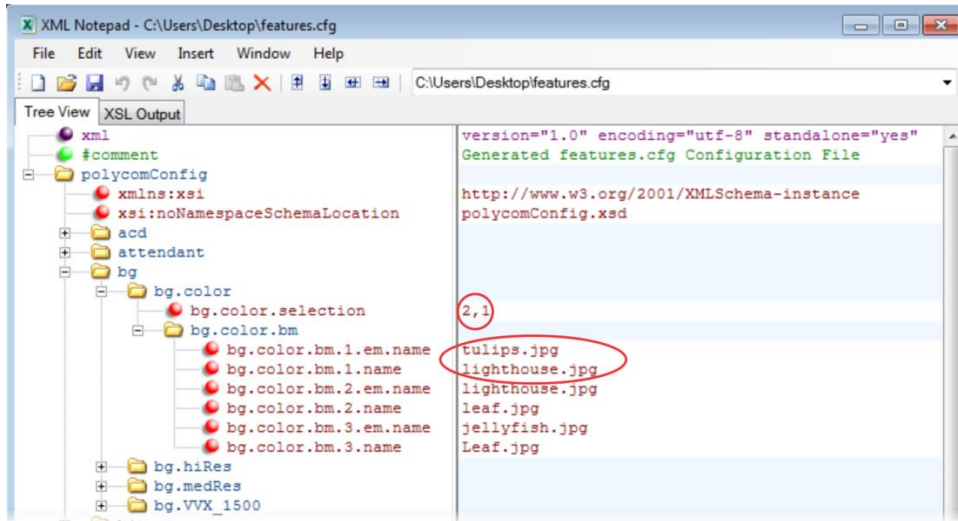 XML Notepad - C:\Users\Desktop\features.cfg
File Edit View Insert Window Help
C:\Users\Desktop\features.cfg
Tree View XSL Output
xml version="1.0" encoding="utf-8" standalone="yes"
#comment Generated features.cfg Configuration File
polycomConfig
xmlns:xsi http://www.w3.org/2001/XMLSchema-instance
xsi:noNamespaceSchemaLocation polycomConfig.xsd
acd
attendant
bg
bg.color
bg.color.selection 2,1
bg.color.bm
bg.color.bm.1.em.name tulips.jpg
bg.color.bm.1.name lighthouse.jpg
bg.color.bm.2.em.name lighthouse.jpg
bg.color.bm.2.name leaf.jpg
bg.color.bm.3.em.name jellyfish.jpg
bg.color.bm.3.name Leaf.jpg
bg.hiRes
bg.medRes
bg.VVX_1500